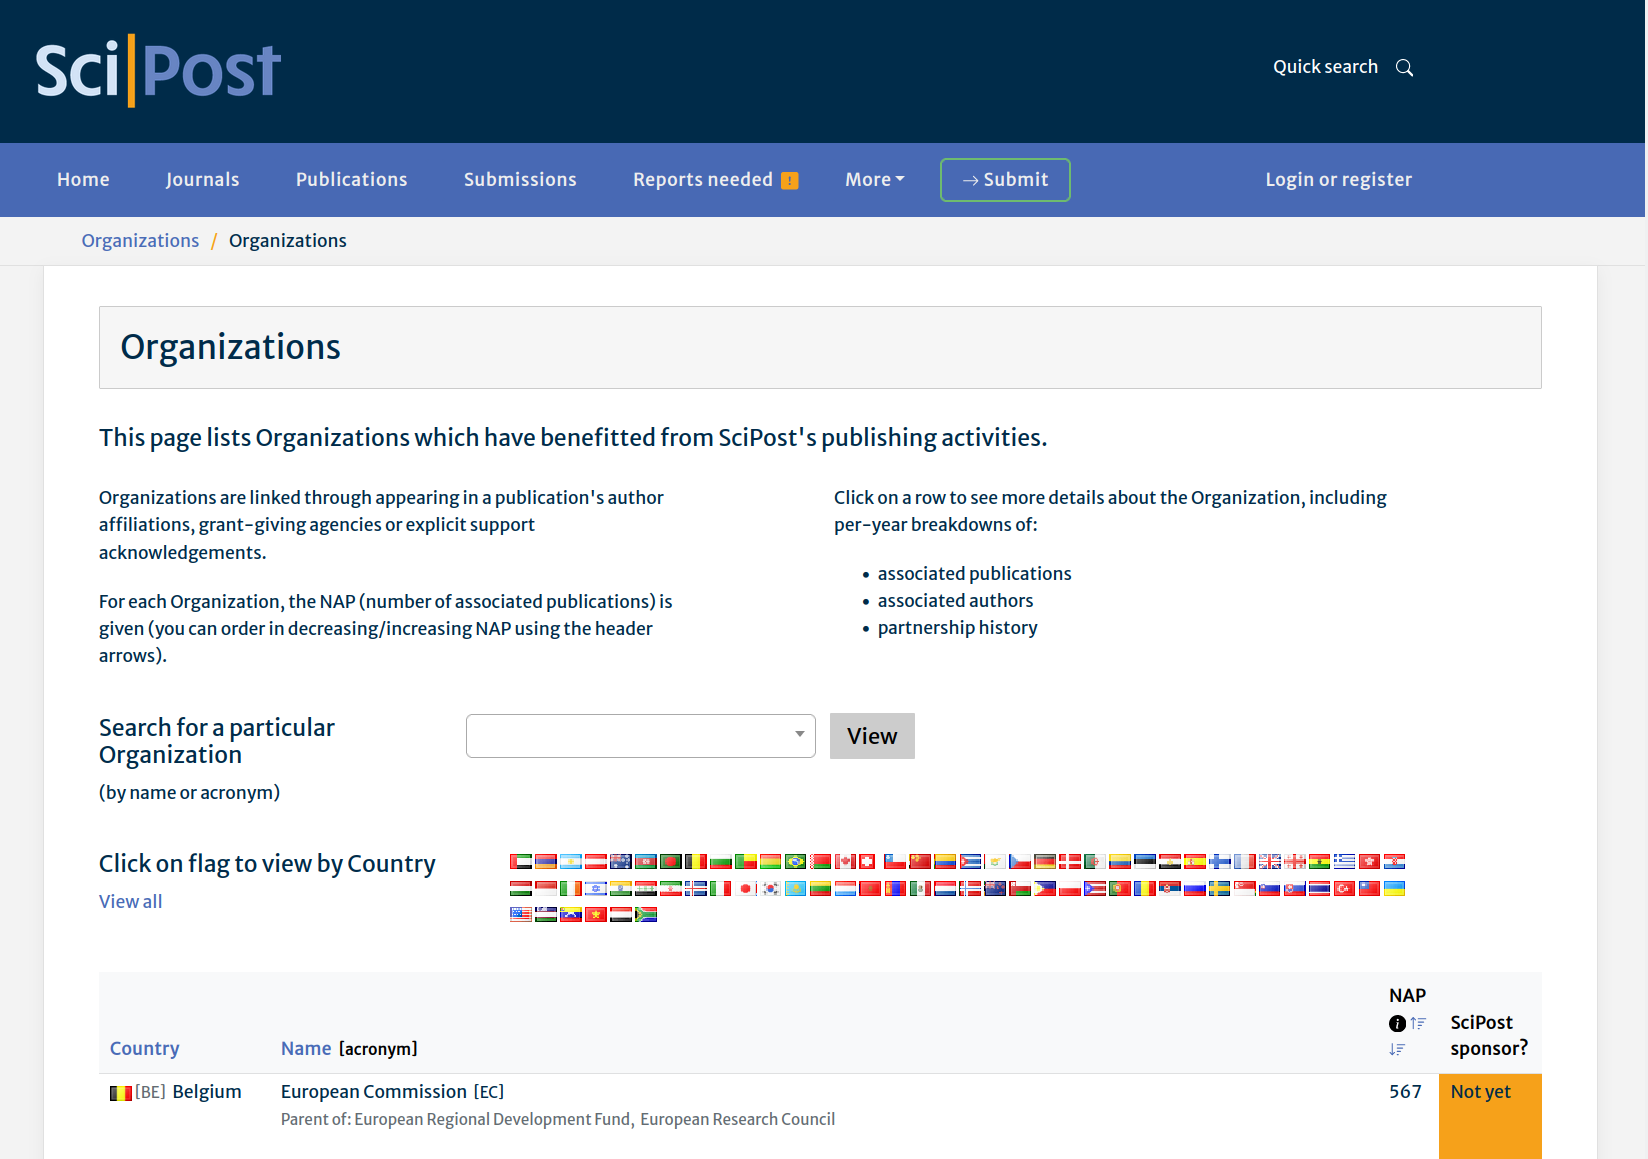 Sci|Post
Quick search
Home
Journals
Publications
Submissions
Reports needed !
More
→ Submit
Login or register
Organizations / Organizations
Organizations
This page lists Organizations which have benefitted from SciPost's publishing activities.
Organizations are linked through appearing in a publication's author
affiliations, grant-giving agencies or explicit support
acknowledgements.
For each Organization, the NAP (number of associated publications) is
given (you can order in decreasing/increasing NAP using the header
arrows).
Click on a row to see more details about the Organization, including
per-year breakdowns of:
• associated publications
• associated authors
• partnership history
Search for a particular
Organization
(by name or acronym)
View
Click on flag to view by Country
View all
Country
Name [acronym]
NAP
i
SciPost
sponsor?
[BE] Belgium
European Commission [EC]
567
Not yet
Parent of: European Regional Development Fund, European Research Council